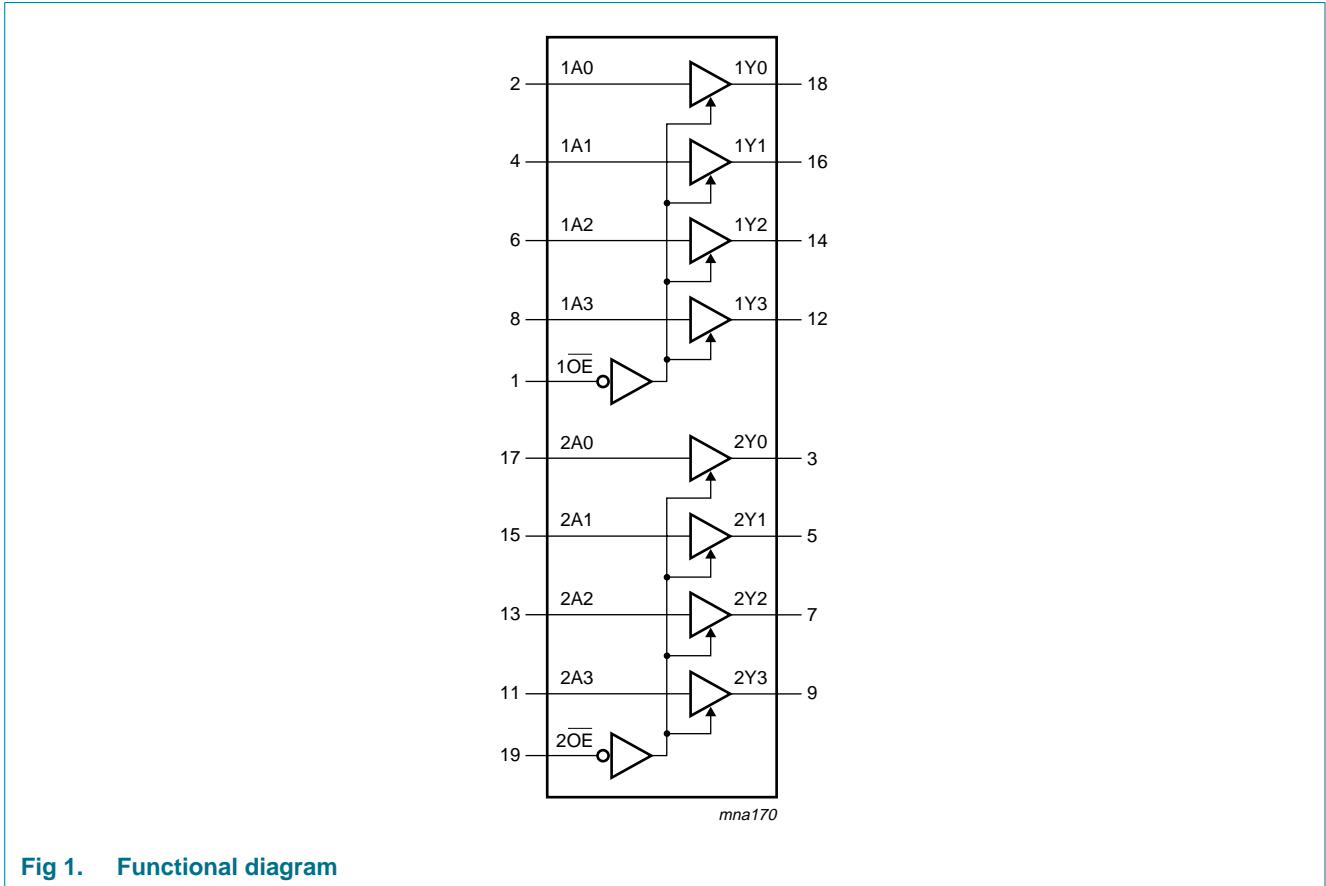 2 1A0 1Y0 18
4 1A1 1Y1 16
6 1A2 1Y2 14
8 1A3 1Y3 12
1 1O̅E̅
17 2A0 2Y0 3
15 2A1 2Y1 5
13 2A2 2Y2 7
11 2A3 2Y3 9
19 2O̅E̅
mna170
Fig 1. Functional diagram